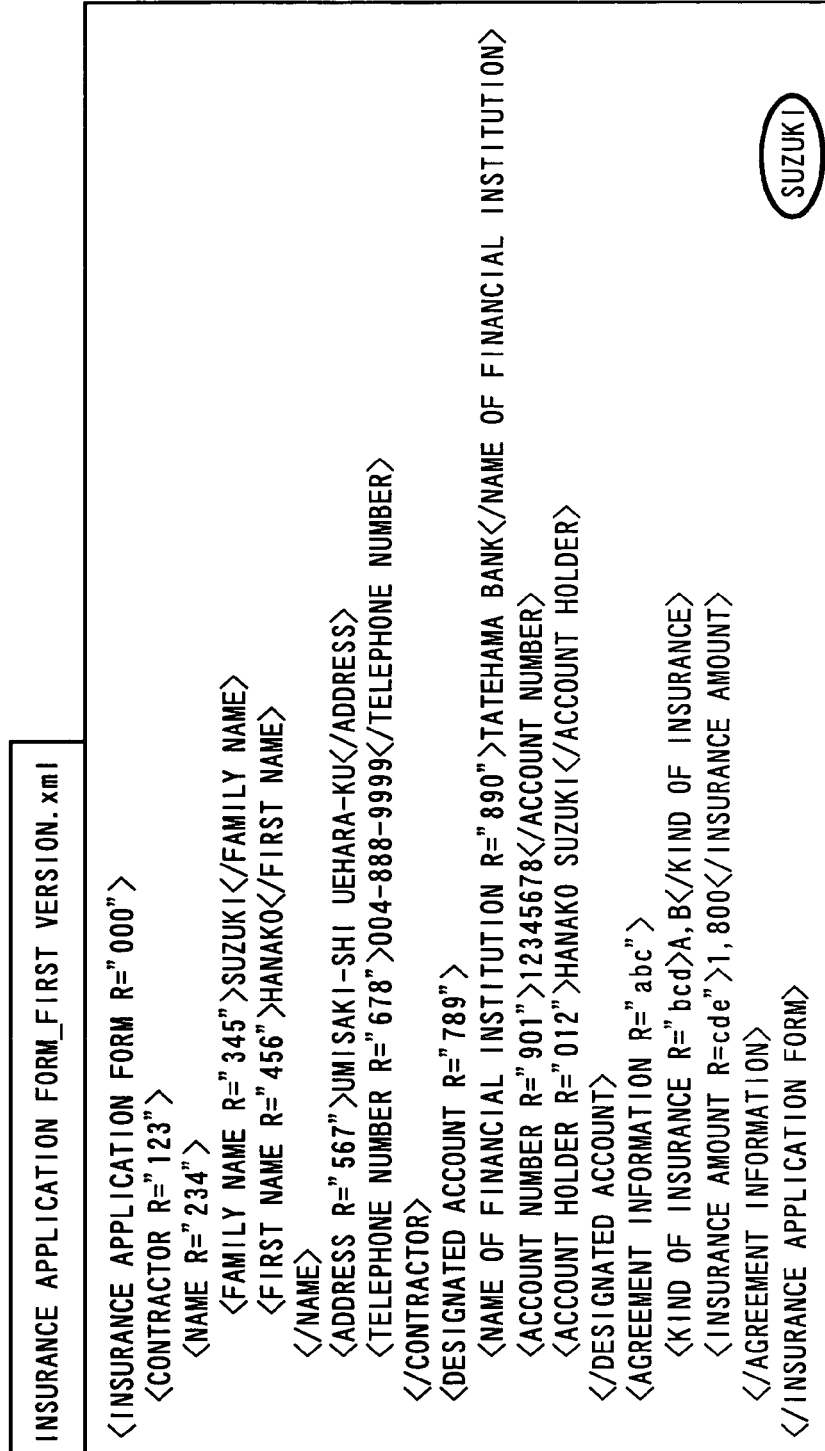 INSURANCE APPLICATION FORM_FIRST VERSION.xml
<INSURANCE APPLICATION FORM R="000">
<CONTRACTOR R="123">
<NAME R="234">
<FAMILY NAME R="345">SUZUKI</FAMILY NAME>
<FIRST NAME R="456">HANAKO</FIRST NAME>
</NAME>
<ADDRESS R="567">UMISAKI-SHI UEHARA-KU</ADDRESS>
<TELEPHONE NUMBER R="678">004-888-9999</TELEPHONE NUMBER>
</CONTRACTOR>
<DESIGNATED ACCOUNT R="789">
<NAME OF FINANCIAL INSTITUTION R="890">TATEHAMA BANK</NAME OF FINANCIAL INSTITUTION>
<ACCOUNT NUMBER R="901">12345678</ACCOUNT NUMBER>
<ACCOUNT HOLDER R="012">HANAKO SUZUKI</ACCOUNT HOLDER>
</DESIGNATED ACCOUNT>
<AGREEMENT INFORMATION R="abc">
<KIND OF INSURANCE R="bcd>A,B</KIND OF INSURANCE>
<INSURANCE AMOUNT R=cde">1,800</INSURANCE AMOUNT>
</AGREEMENT INFORMATION>
</INSURANCE APPLICATION FORM>
SUZUKI